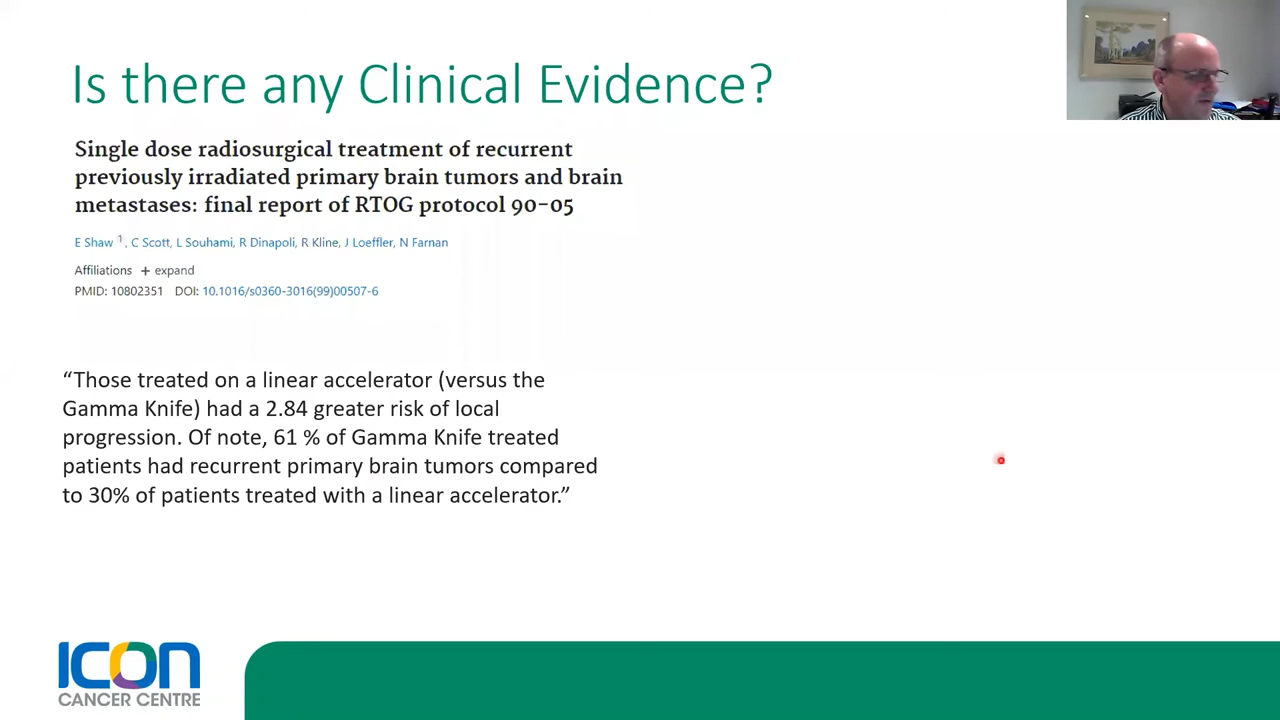 Is there any Clinical Evidence?
Single dose radiosurgical treatment of recurrent
previously irradiated primary brain tumors and brain
metastases: final report of RTOG protocol 90-05
E Shaw 1, C Scott, L Souhami, R Dinapoli, R Kline, J Loeffler, N Farnan
Affiliations + expand
PMID: 10802351 DOI: 10.1016/s0360-3016(99)00507-6
“Those treated on a linear accelerator (versus the
Gamma Knife) had a 2.84 greater risk of local
progression. Of note, 61 % of Gamma Knife treated
patients had recurrent primary brain tumors compared
to 30% of patients treated with a linear accelerator.”
ICON
CANCER CENTRE